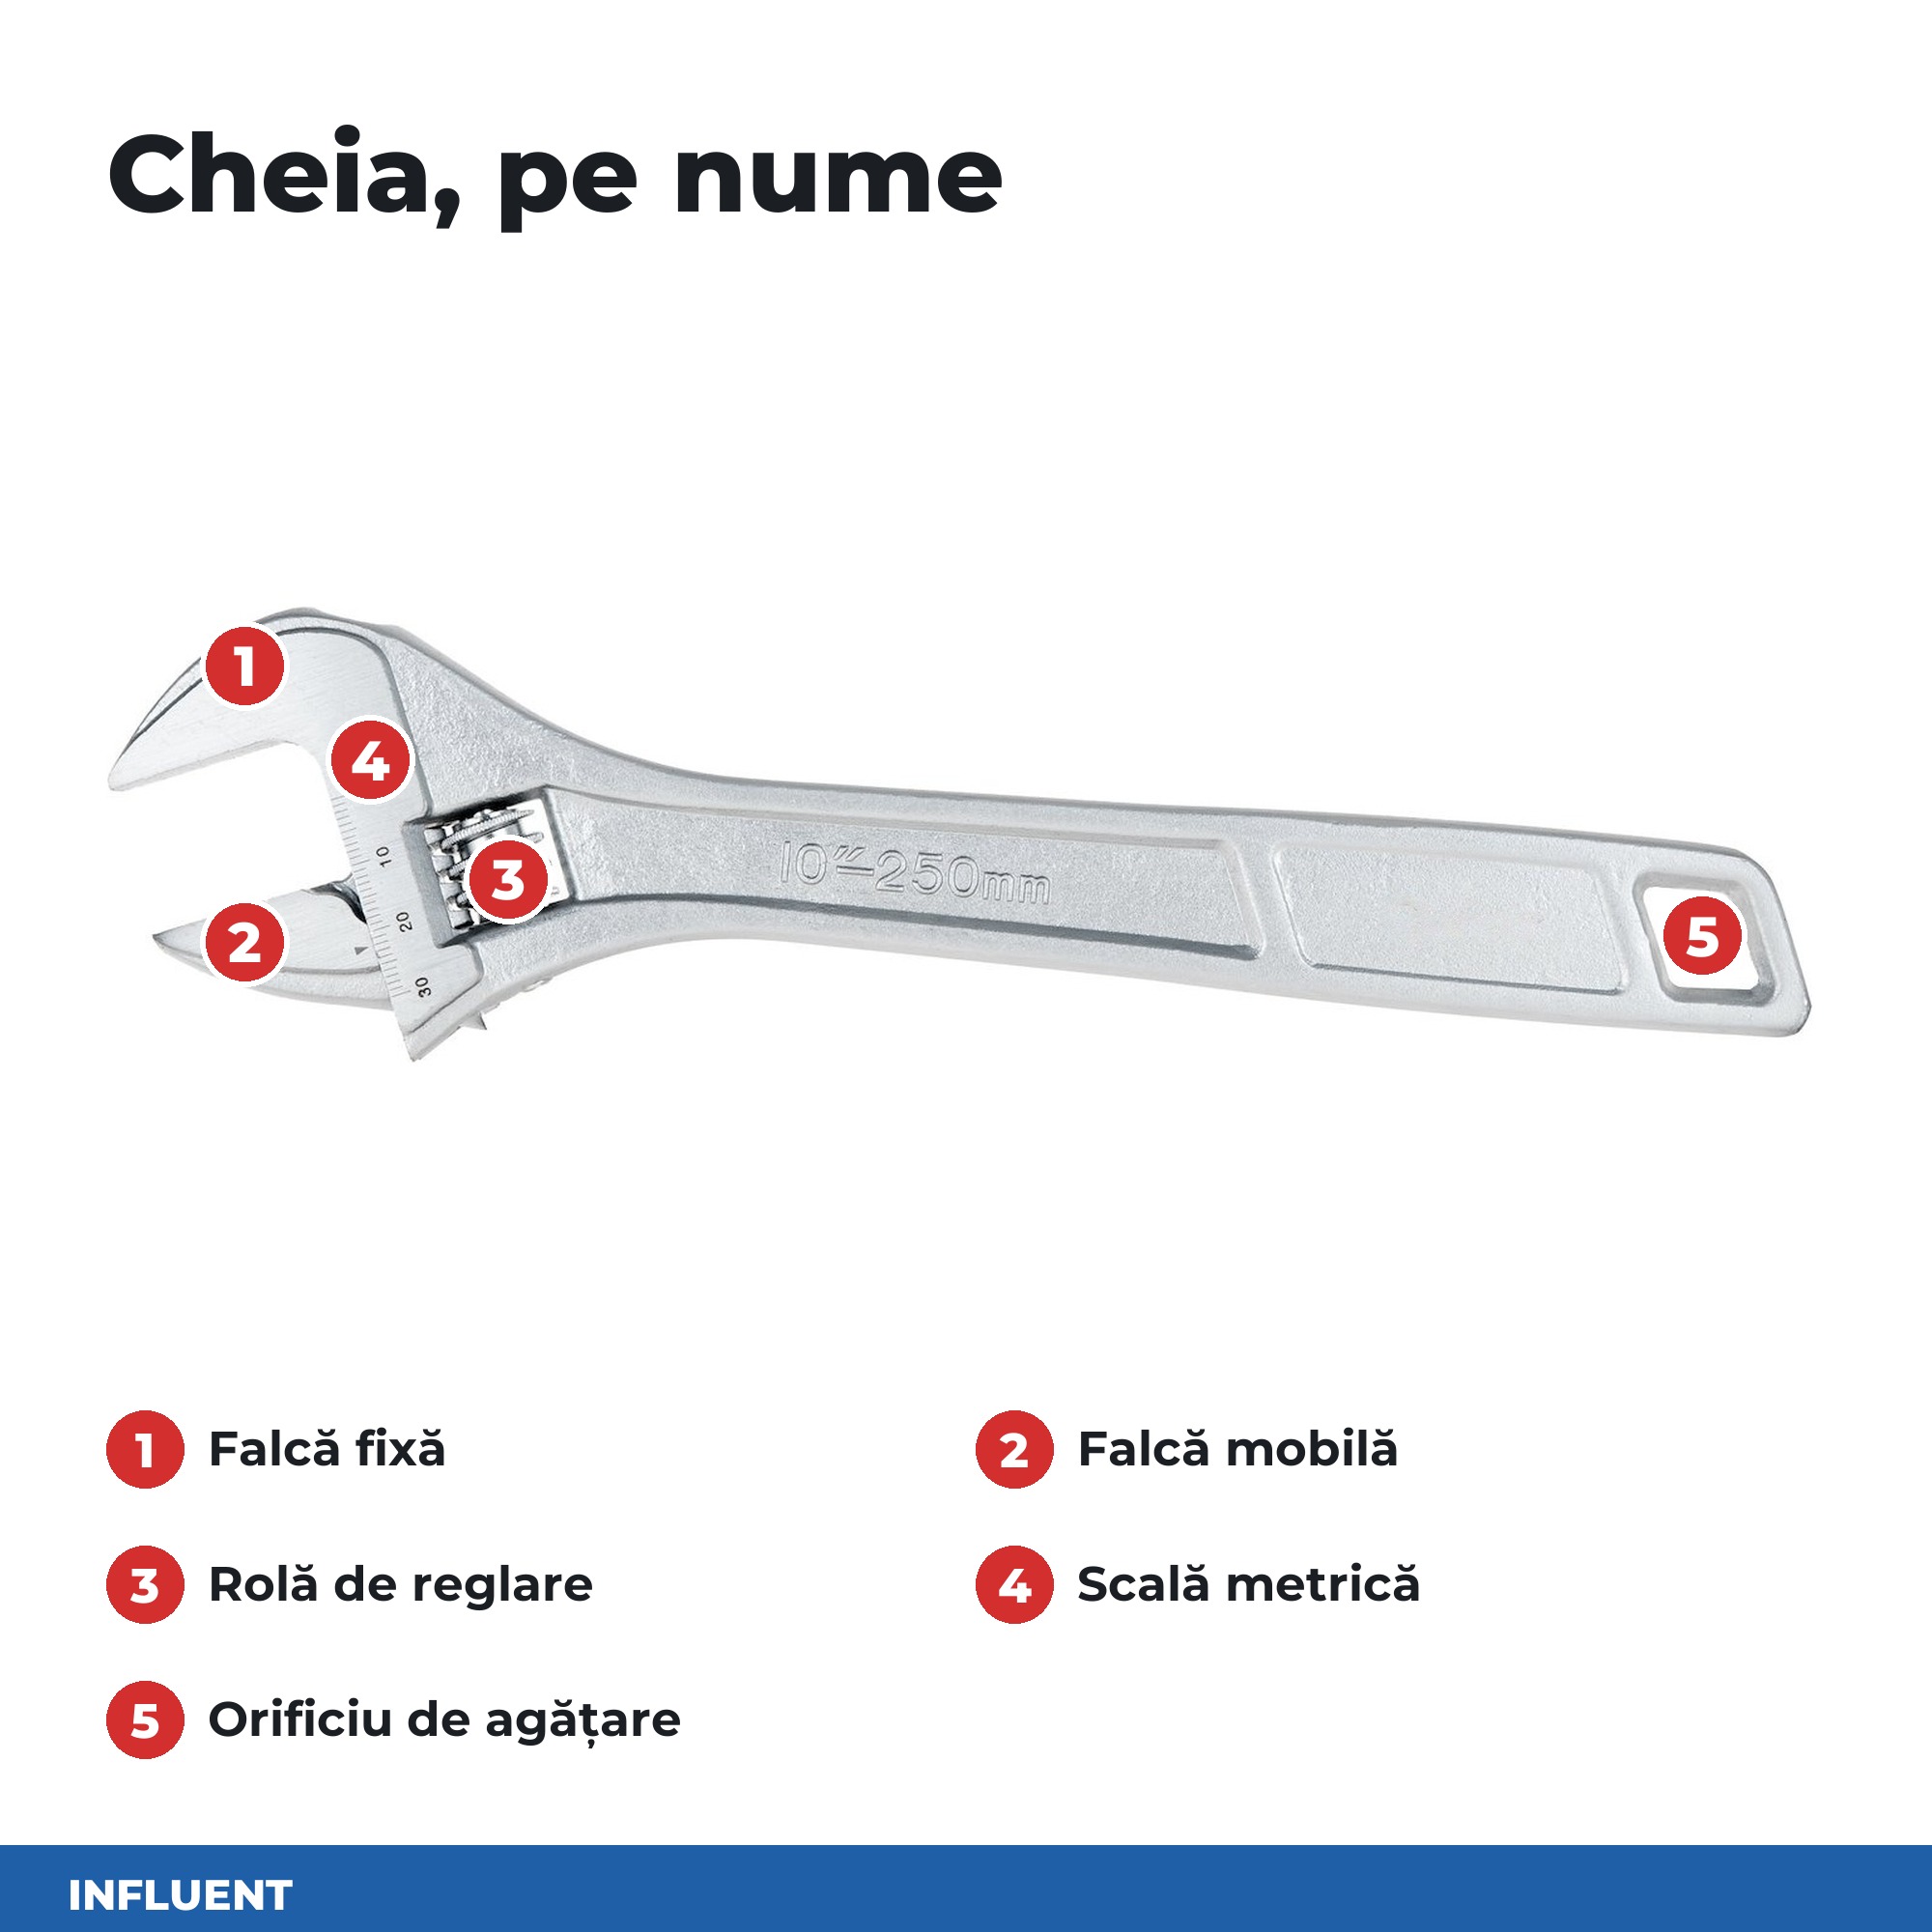 Cheia, pe nume
1
4
10
3
10"-250mm
20
2
5
30
1 Falcă fixă
2 Falcă mobilă
3 Rolă de reglare
4 Scală metrică
5 Orificiu de agățare
INFLUENT